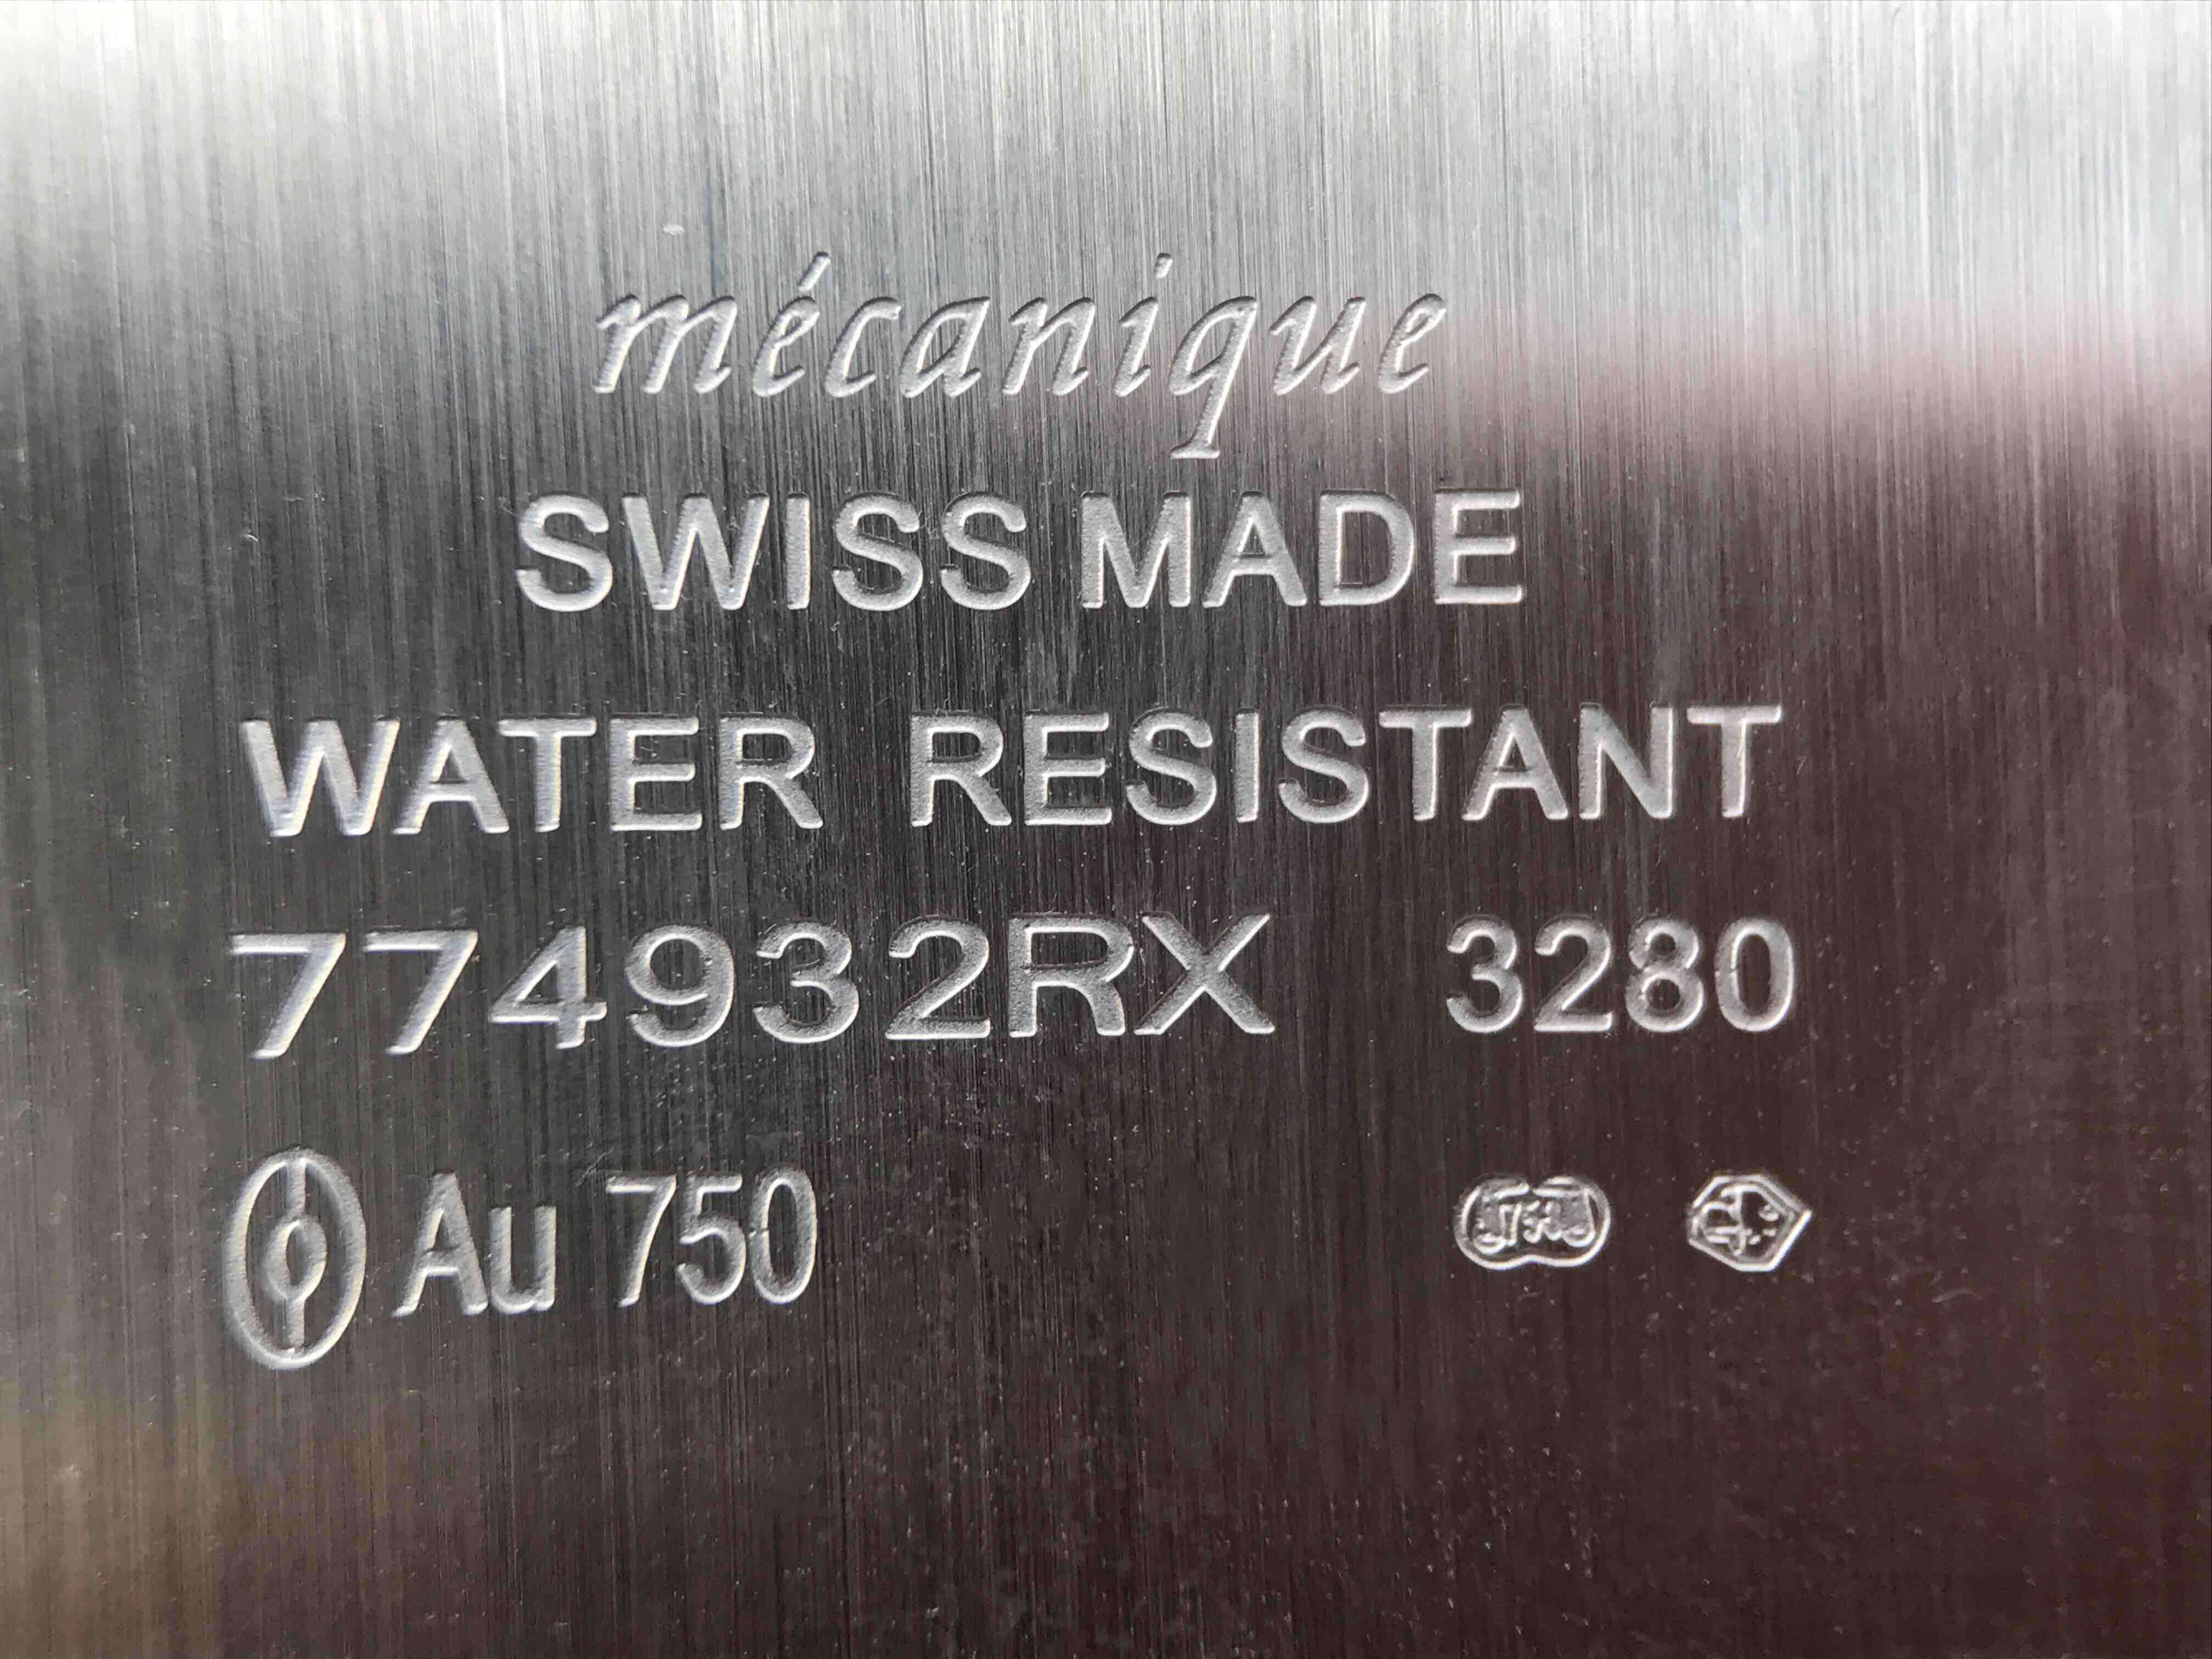 mécanique
SWISS MADE
WATER RESISTANT
774932RX 3280
Au 750